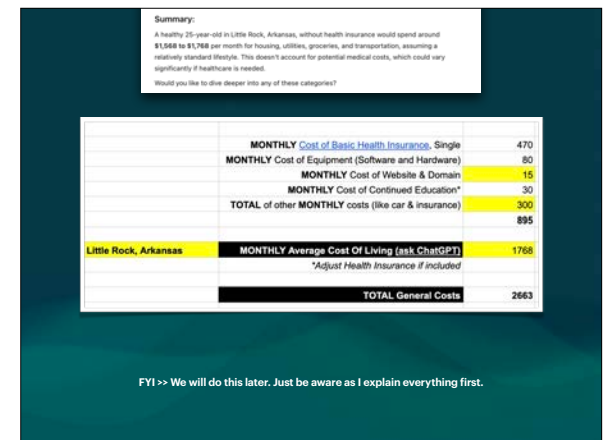 Summary:
A healthy 25-year-old in Little Rock, Arkansas, without health insurance would spend around
$1,568 to $1,768 per month for housing, utilities, groceries, and transportation, assuming a
relatively standard lifestyle. This doesn't account for potential medical costs, which could vary
significantly if healthcare is needed.
Would you like to dive deeper into any of these categories?
MONTHLY Cost of Basic Health Insurance, Single 470
MONTHLY Cost of Equipment (Software and Hardware) 80
MONTHLY Cost of Website & Domain 15
MONTHLY Cost of Continued Education* 30
TOTAL of other MONTHLY costs (like car & insurance) 300
895
Little Rock, Arkansas MONTHLY Average Cost Of Living (ask ChatGPT) 1768
*Adjust Health Insurance if included
TOTAL General Costs 2663
FYI >> We will do this later. Just be aware as I explain everything first.